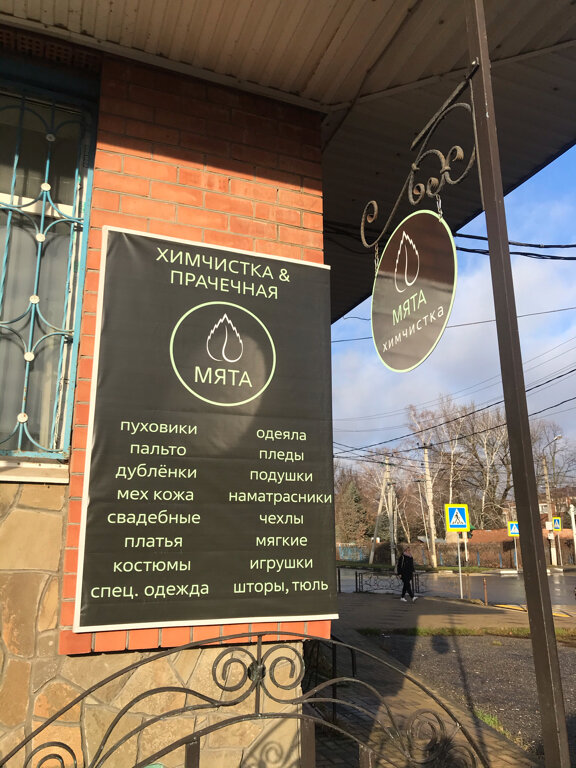 ХИМЧИСТКА &
ПРАЧЕЧНАЯ
МЯТА
пуховики
пальто
дублёнки
мех кожа
свадебные
платья
костюмы
спец. одежда
одеяла
пледы
подушки
наматрасники
чехлы
мягкие
игрушки
шторы, тюль
МЯТА
химчистка